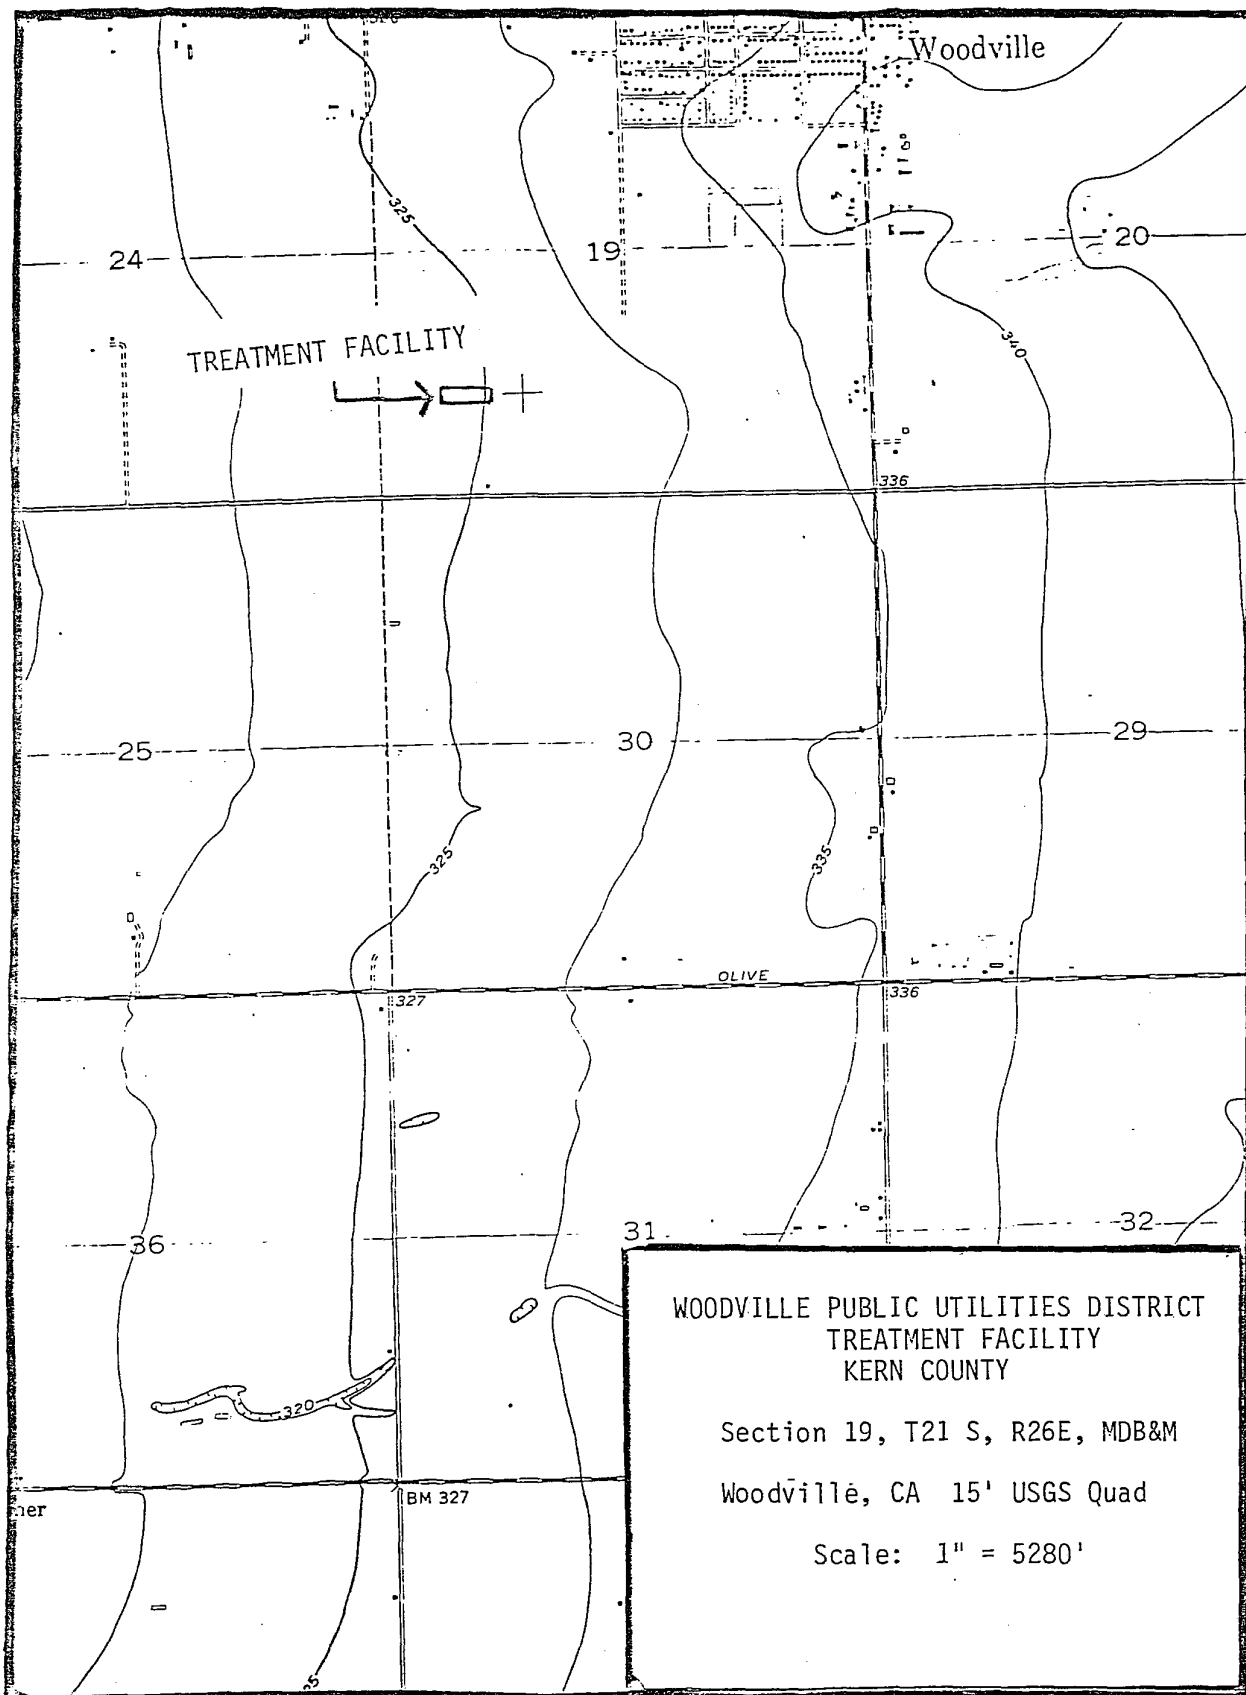 Woodville
325
24
19
20
TREATMENT FACILITY
340
336
25
30
29
325
335
OLIVE
327
336
36
31
32
320
BM 327
WOODVILLE PUBLIC UTILITIES DISTRICT
TREATMENT FACILITY
KERN COUNTY
Section 19, T21 S, R26E, MDB&M
Woodville, CA 15' USGS Quad
Scale: 1" = 5280'